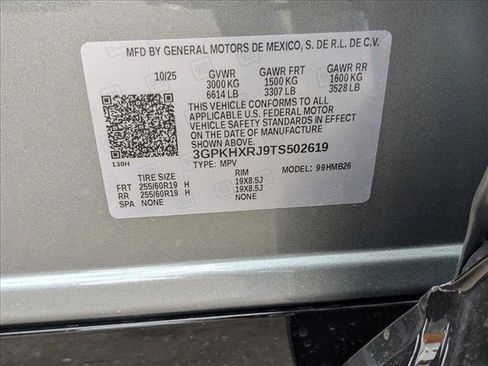 MFD BY GENERAL MOTORS DE MEXICO, S. DE R.L. DE C.V.
10/25 GVWR GAWR FRT GAWR RR
3000 KG 1500 KG 1600 KG
6614 LB 3307 LB 3528 LB
THIS VEHICLE CONFORMS TO ALL
APPLICABLE U.S. FEDERAL MOTOR
VEHICLE SAFETY STANDARDS IN EFFECT
ON THE DATE OF MANUFACTURE
3GPKHXRJ9TS502619
130H TYPE: MPV MODEL: 99HMB26
TIRE SIZE RIM
FRT 255/60R19 H 19X8.5J
RR 255/60R19 H 19X8.5J
SPA NONE NONE